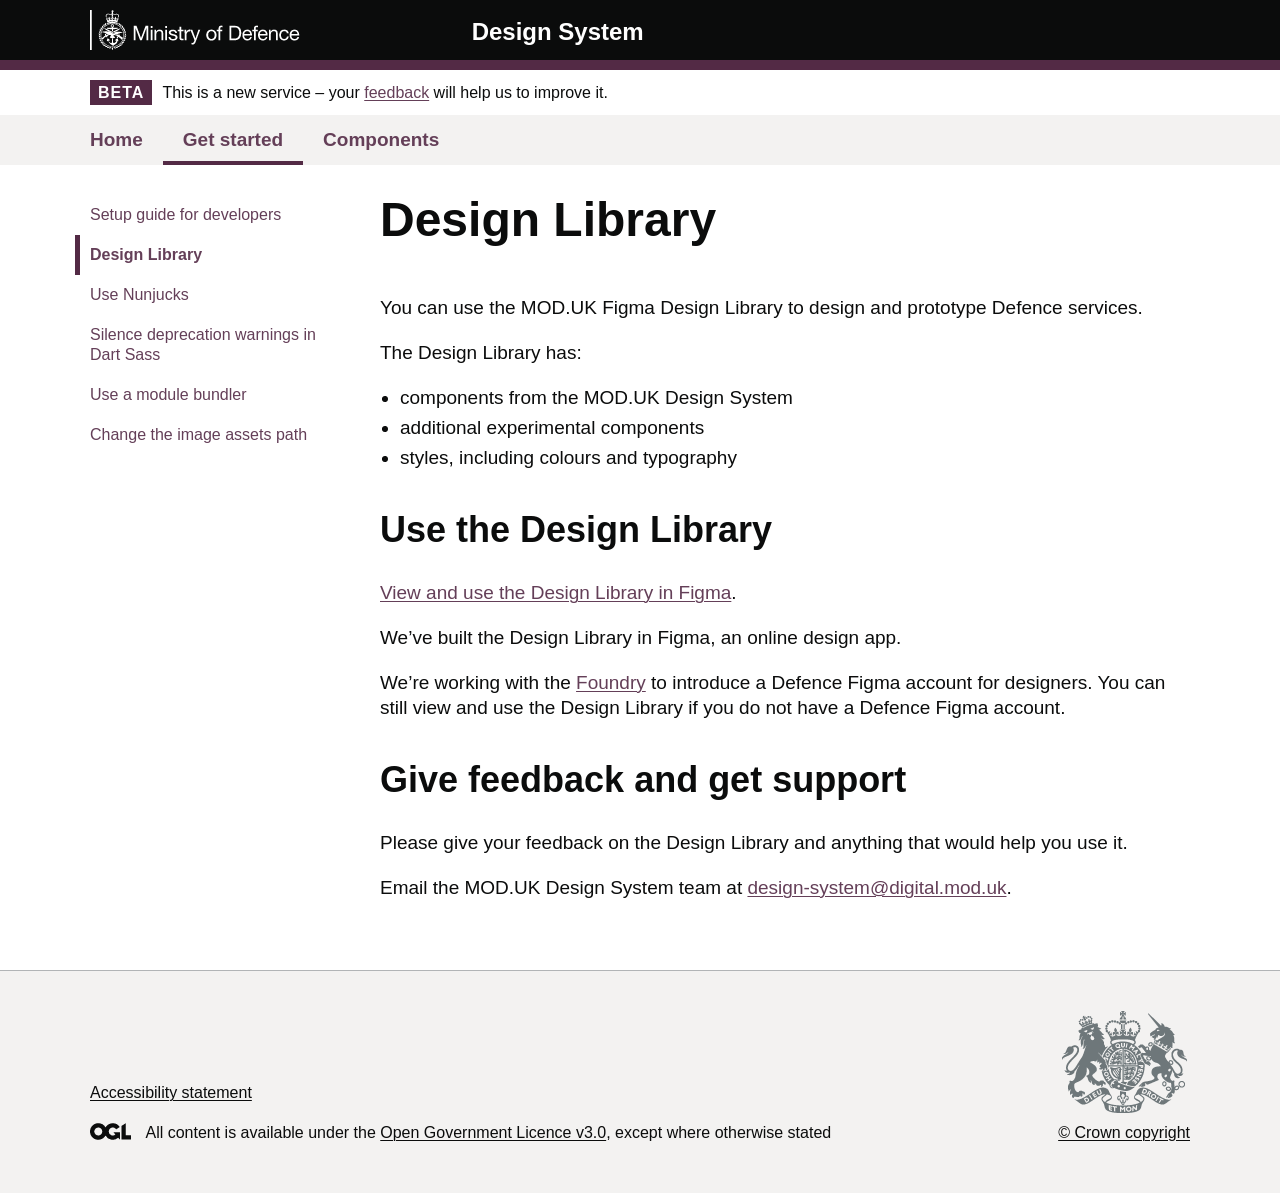 Ministry of Defence
Design System
BETA
This is a new service – your feedback will help us to improve it.
Home
Get started
Components
Setup guide for developers
Design Library
Use Nunjucks
Silence deprecation warnings in
Dart Sass
Use a module bundler
Change the image assets path
Design Library
You can use the MOD.UK Figma Design Library to design and prototype Defence services.
The Design Library has:
components from the MOD.UK Design System
additional experimental components
styles, including colours and typography
Use the Design Library
View and use the Design Library in Figma.
We’ve built the Design Library in Figma, an online design app.
We’re working with the Foundry to introduce a Defence Figma account for designers. You can
still view and use the Design Library if you do not have a Defence Figma account.
Give feedback and get support
Please give your feedback on the Design Library and anything that would help you use it.
Email the MOD.UK Design System team at design-system@digital.mod.uk.
Accessibility statement
OGL
All content is available under the Open Government Licence v3.0, except where otherwise stated
DIEU ET MON DROIT
© Crown copyright